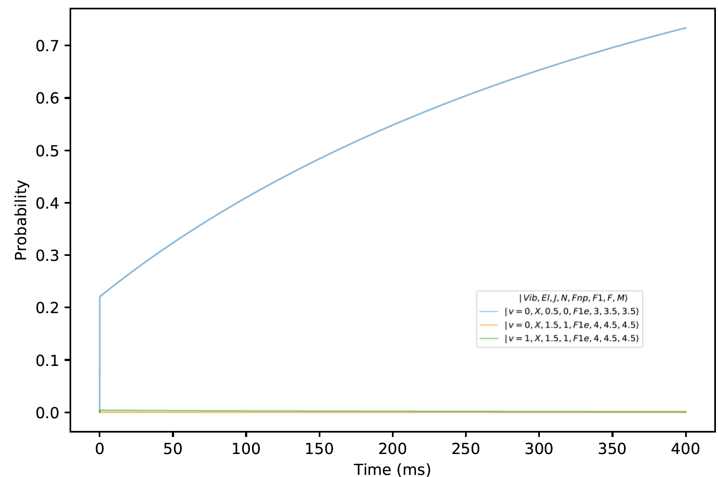 0.7
0.6
0.5
0.4
0.3
0.2
0.1
0.0
Probability
|Vib, El, J, N, Fnp, F1, F, M⟩
|v = 0, X, 0.5, 0, F1e, 3, 3.5, 3.5⟩
|v = 0, X, 1.5, 1, F1e, 4, 4.5, 4.5⟩
|v = 1, X, 1.5, 1, F1e, 4, 4.5, 4.5⟩
0 50 100 150 200 250 300 350 400
Time (ms)